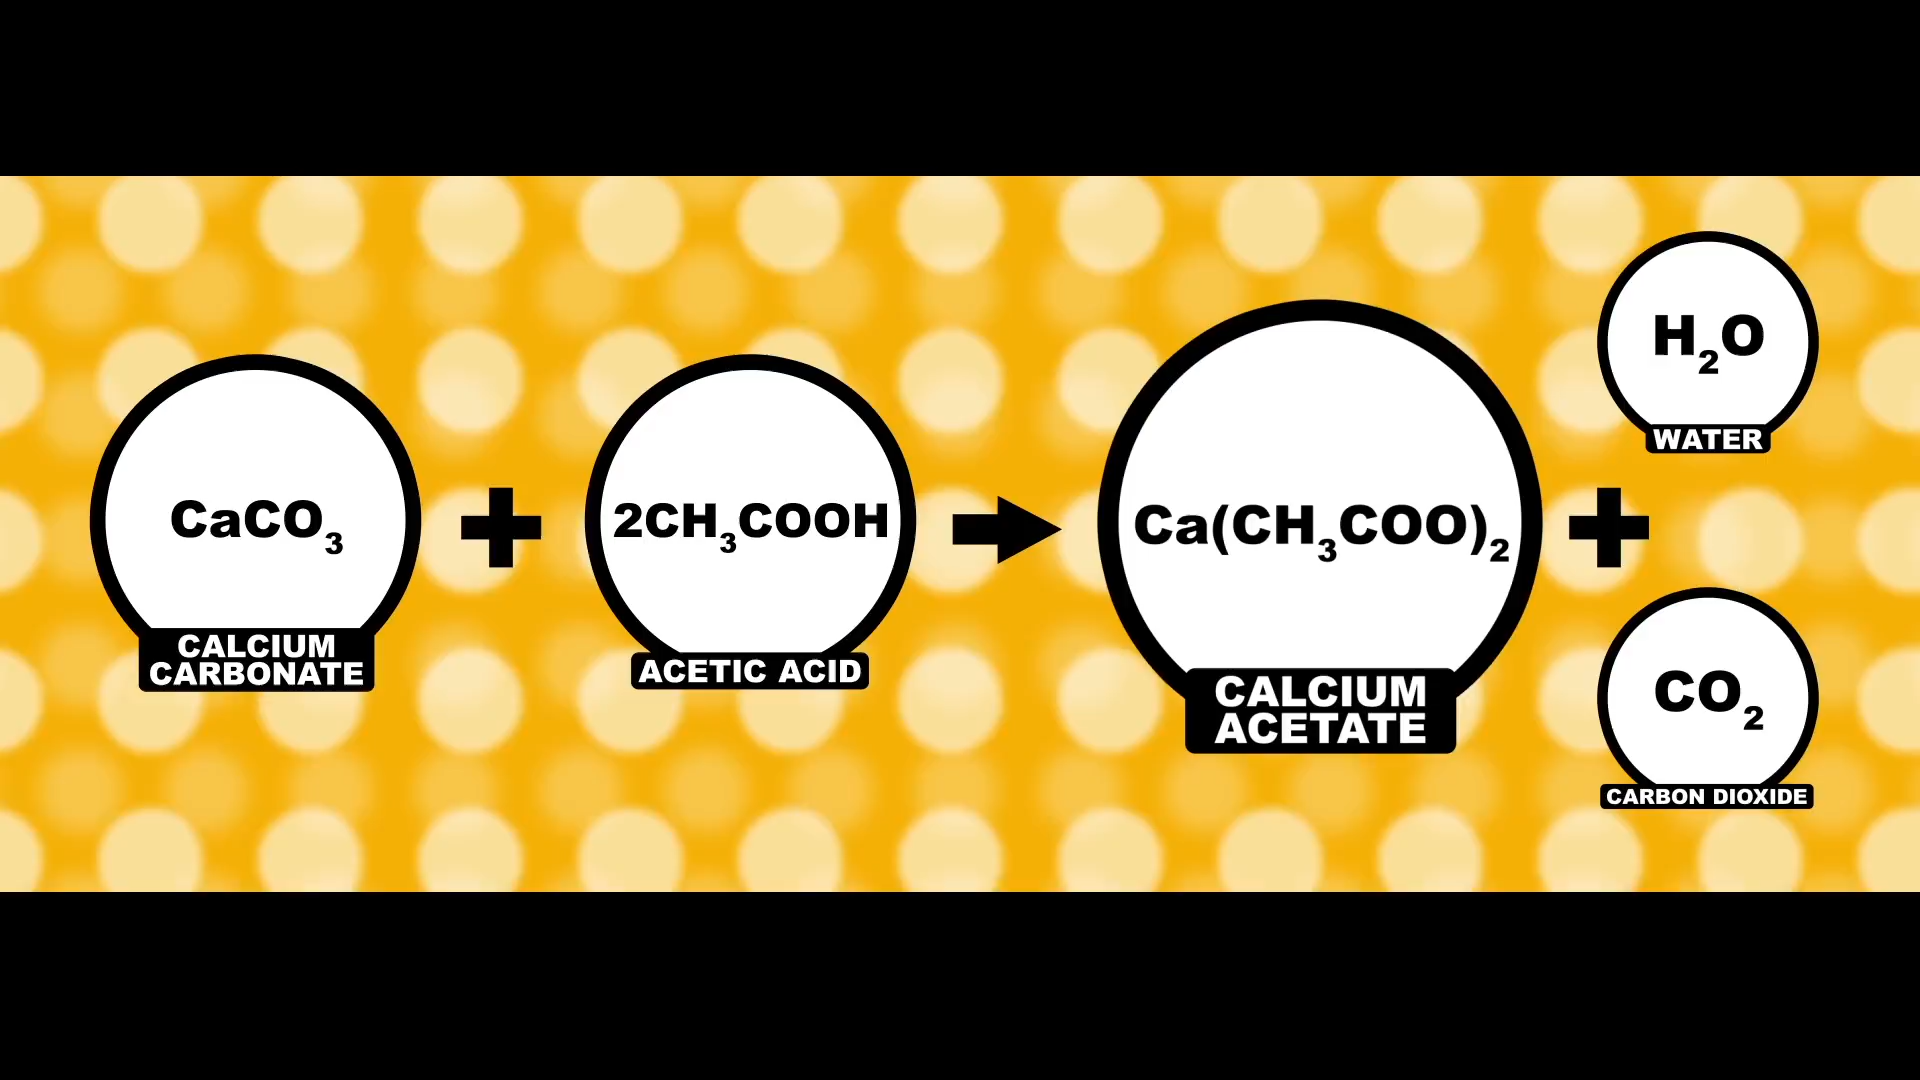 CaCO₃
CALCIUM
CARBONATE
2CH₃COOH
ACETIC ACID
Ca(CH₃COO)₂
CALCIUM
ACETATE
H₂O
WATER
CO₂
CARBON DIOXIDE